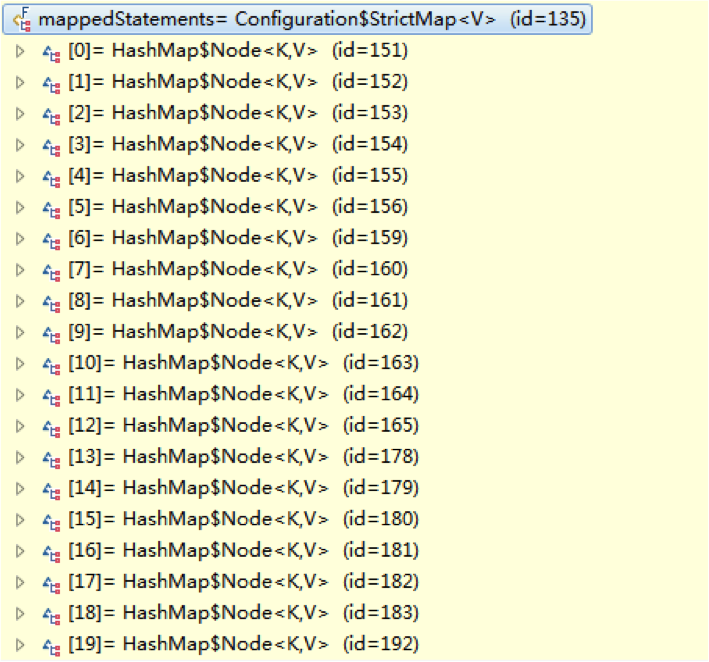 mappedStatements= Configuration$StrictMap<V> (id=135)
[0]= HashMap$Node<K,V> (id=151)
[1]= HashMap$Node<K,V> (id=152)
[2]= HashMap$Node<K,V> (id=153)
[3]= HashMap$Node<K,V> (id=154)
[4]= HashMap$Node<K,V> (id=155)
[5]= HashMap$Node<K,V> (id=156)
[6]= HashMap$Node<K,V> (id=159)
[7]= HashMap$Node<K,V> (id=160)
[8]= HashMap$Node<K,V> (id=161)
[9]= HashMap$Node<K,V> (id=162)
[10]= HashMap$Node<K,V> (id=163)
[11]= HashMap$Node<K,V> (id=164)
[12]= HashMap$Node<K,V> (id=165)
[13]= HashMap$Node<K,V> (id=178)
[14]= HashMap$Node<K,V> (id=179)
[15]= HashMap$Node<K,V> (id=180)
[16]= HashMap$Node<K,V> (id=181)
[17]= HashMap$Node<K,V> (id=182)
[18]= HashMap$Node<K,V> (id=183)
[19]= HashMap$Node<K,V> (id=192)